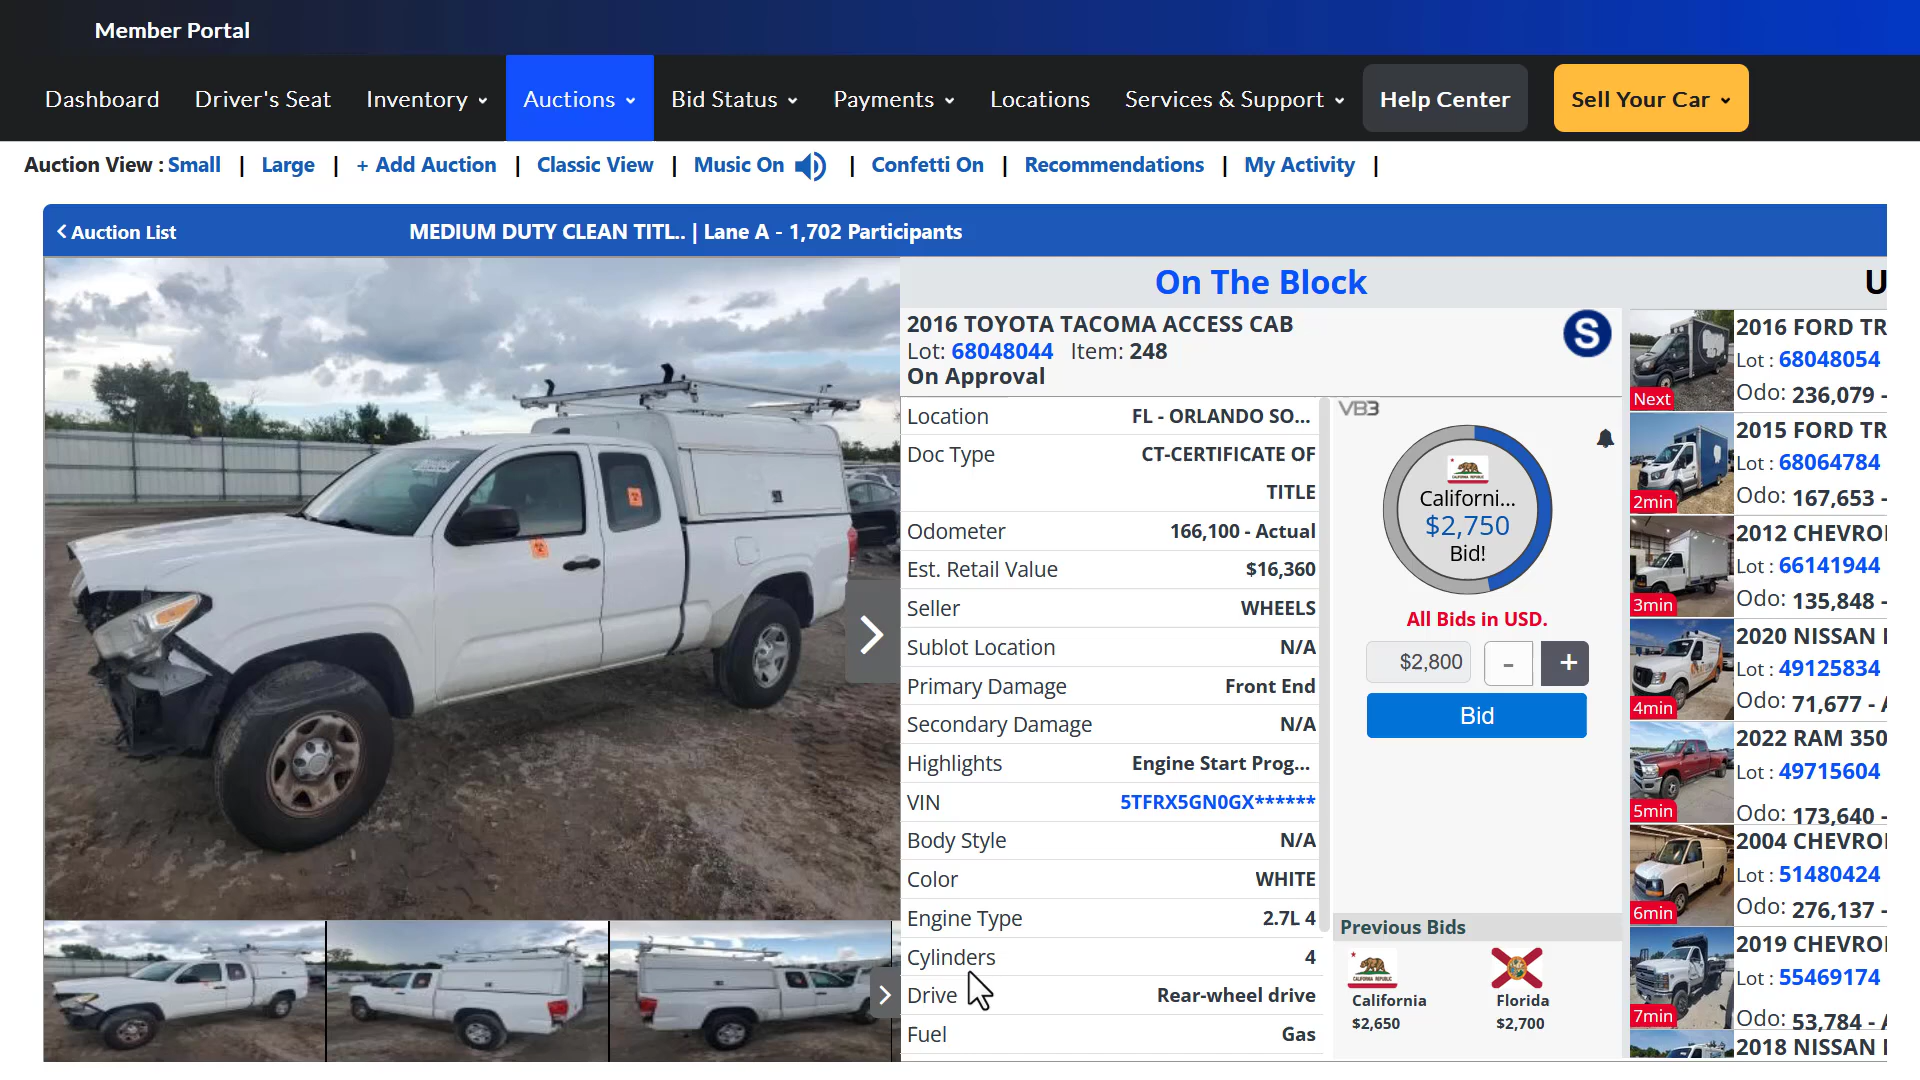 Member Portal
Dashboard Driver's Seat Inventory Auctions Bid Status Payments Locations Services & Support Help Center Sell Your Car
Auction View : Small | Large | + Add Auction | Classic View | Music On | Confetti On | Recommendations | My Activity |
Auction List MEDIUM DUTY CLEAN TITL.. | Lane A - 1,702 Participants
On The Block
U
2016 TOYOTA TACOMA ACCESS CAB
Lot: 68048044 Item: 248
On Approval
S
Location FL - ORLANDO SO...
Doc Type CT-CERTIFICATE OF
TITLE
Odometer 166,100 - Actual
Est. Retail Value $16,360
Seller WHEELS
Sublot Location N/A
Primary Damage Front End
Secondary Damage N/A
Highlights Engine Start Prog...
VIN 5TFRX5GN0GX******
Body Style N/A
Color WHITE
Engine Type 2.7L 4
Cylinders 4
Drive Rear-wheel drive
Fuel Gas
VB3
Californi...
$2,750
Bid!
All Bids in USD.
$2,800 - +
Bid
Previous Bids
California
$2,650
Florida
$2,700
2016 FORD TR
Lot : 68048054
Odo: 236,079 -
Next
2015 FORD TR
Lot : 68064784
Odo: 167,653 -
2min
2012 CHEVRO
Lot : 66141944
Odo: 135,848 -
3min
2020 NISSAN
Lot : 49125834
Odo: 71,677 - A
4min
2022 RAM 350
Lot : 49715604
Odo: 173,640 -
5min
2004 CHEVRO
Lot : 51480424
Odo: 276,137 -
6min
2019 CHEVRO
Lot : 55469174
Odo: 53,784 - A
7min
2018 NISSAN